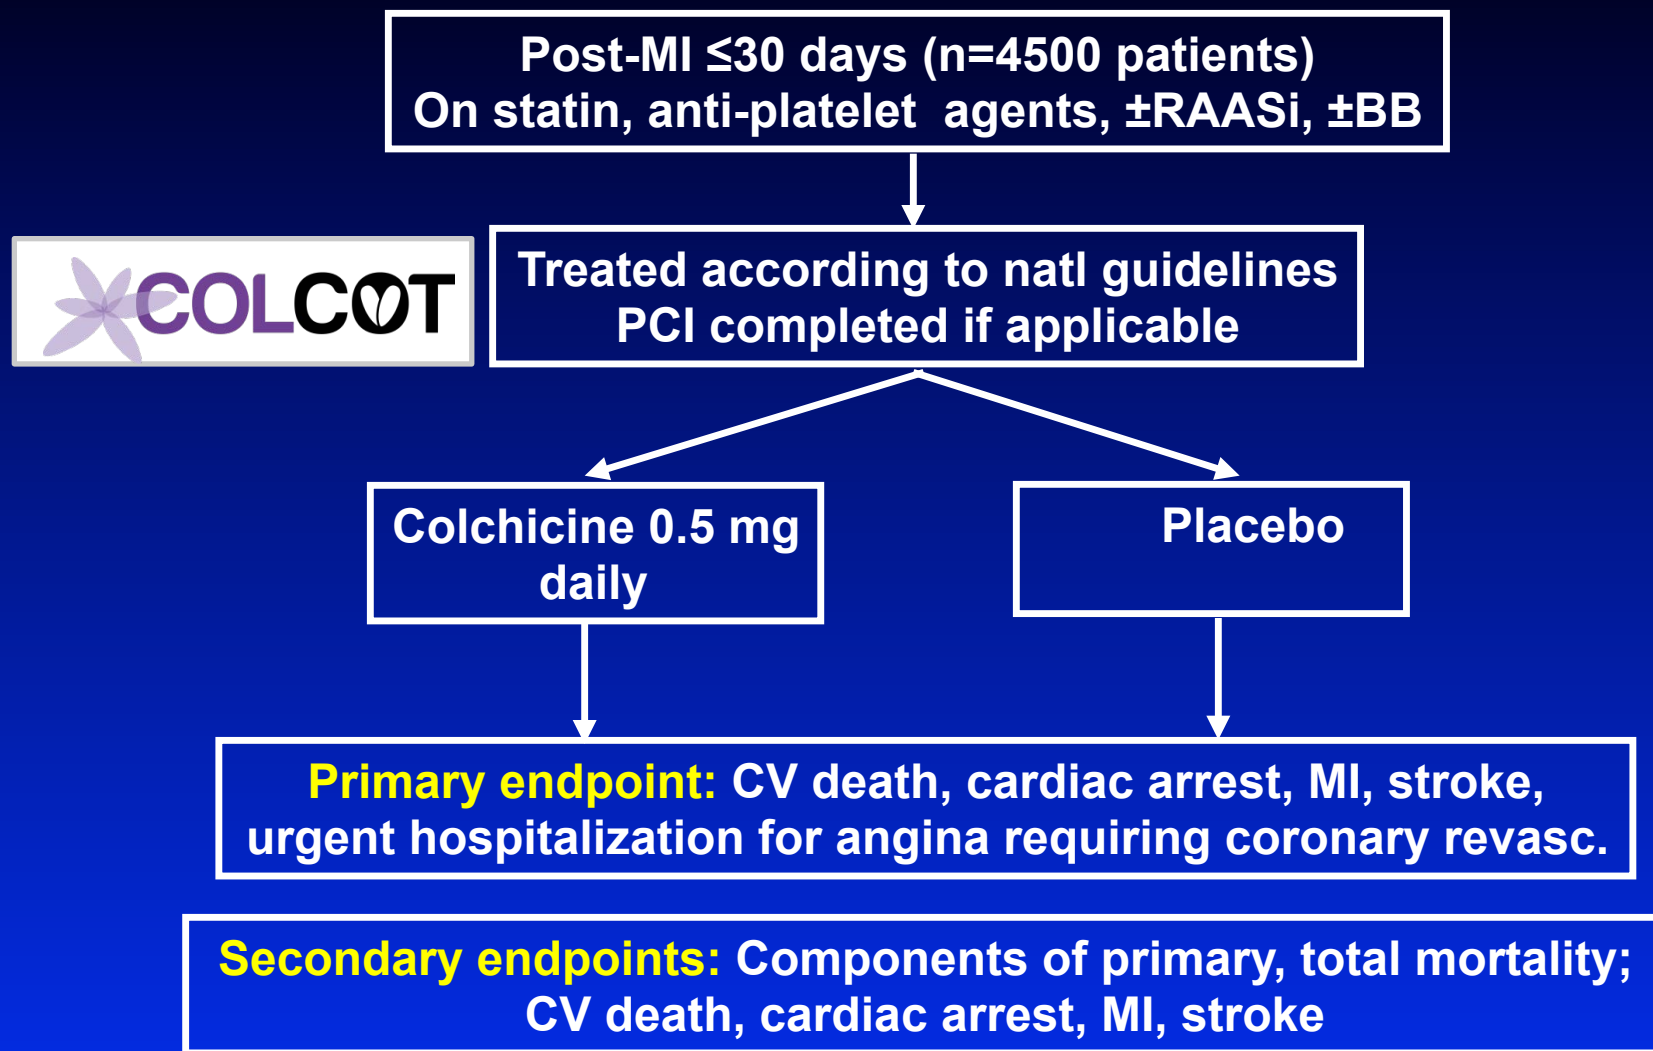 Post-MI ≤30 days (n=4500 patients)
On statin, anti-platelet agents, ±RAASi, ±BB
COLCOT
Treated according to natl guidelines
PCI completed if applicable
Colchicine 0.5 mg
daily
Placebo
Primary endpoint: CV death, cardiac arrest, MI, stroke,
urgent hospitalization for angina requiring coronary revasc.
Secondary endpoints: Components of primary, total mortality;
CV death, cardiac arrest, MI, stroke